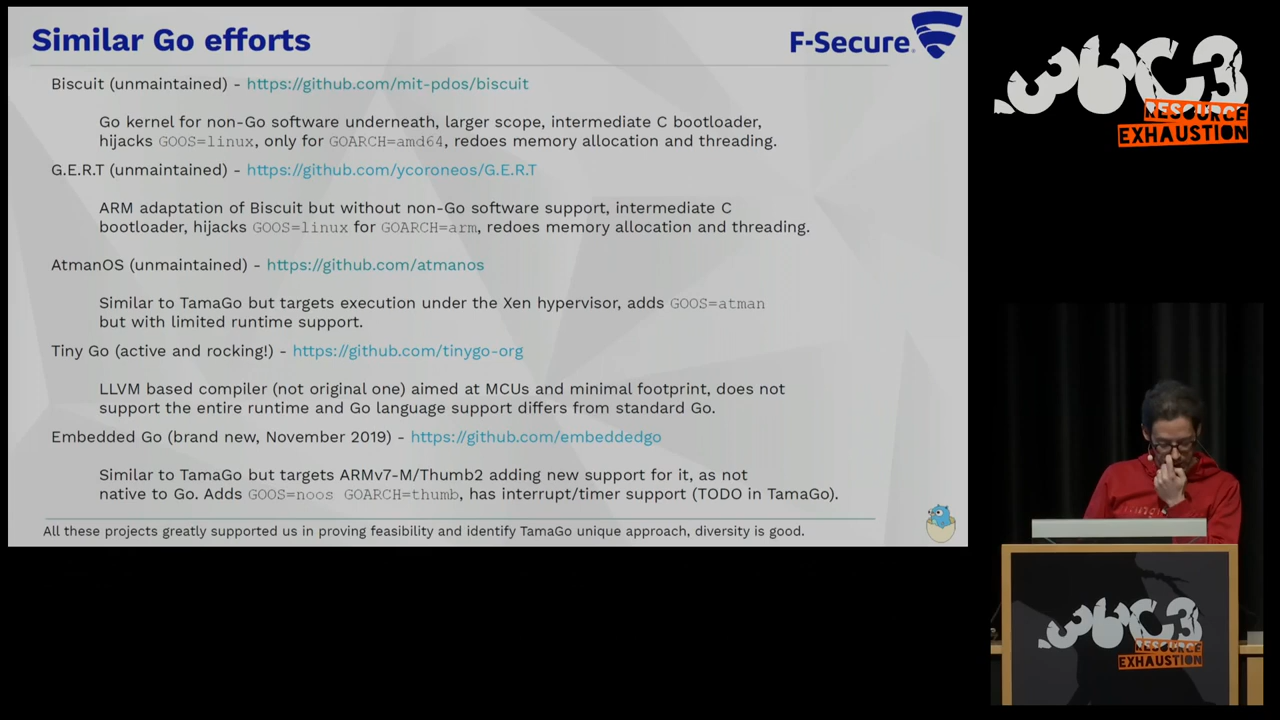 Similar Go efforts
F-Secure
Biscuit (unmaintained) - https://github.com/mit-pdos/biscuit
Go kernel for non-Go software underneath, larger scope, intermediate C bootloader,
hijacks GOOS=linux, only for GOARCH=amd64, redoes memory allocation and threading.
G.E.R.T (unmaintained) - https://github.com/ycoroneos/G.E.R.T
ARM adaptation of Biscuit but without non-Go software support, intermediate C
bootloader, hijacks GOOS=linux for GOARCH=arm, redoes memory allocation and threading.
AtmanOS (unmaintained) - https://github.com/atmanos
Similar to TamaGo but targets execution under the Xen hypervisor, adds GOOS=atman
but with limited runtime support.
Tiny Go (active and rocking!) - https://github.com/tinygo-org
LLVM based compiler (not original one) aimed at MCUs and minimal footprint, does not
support the entire runtime and Go language support differs from standard Go.
Embedded Go (brand new, November 2019) - https://github.com/embeddedgo
Similar to TamaGo but targets ARMv7-M/Thumb2 adding new support for it, as not
native to Go. Adds GOOS=noos GOARCH=thumb, has interrupt/timer support (TODO in TamaGo).
All these projects greatly supported us in proving feasibility and identify TamaGo unique approach, diversity is good.
36C3
RESOURCE
EXHAUSTION
36C3
RESOURCE
EXHAUSTION